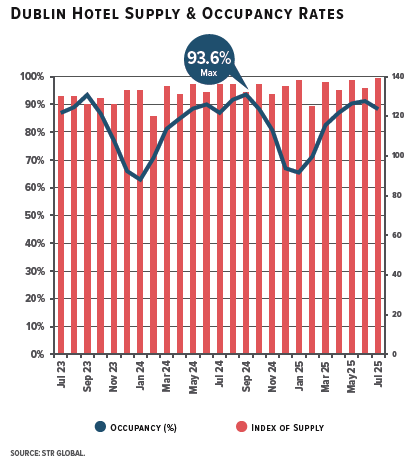 Dublin Hotel Supply & Occupancy Rates
93.6%
Max
100%
90%
80%
70%
60%
50%
40%
30%
20%
10%
0%
140
120
100
80
60
40
20
0
Jul 23
Sep 23
Nov 23
Jan 24
Mar 24
May 24
Jul 24
Sep 24
Nov 24
Jan 25
Mar 25
May25
Jul 25
Occupancy (%)
Index of Supply
SOURCE: STR GLOBAL.